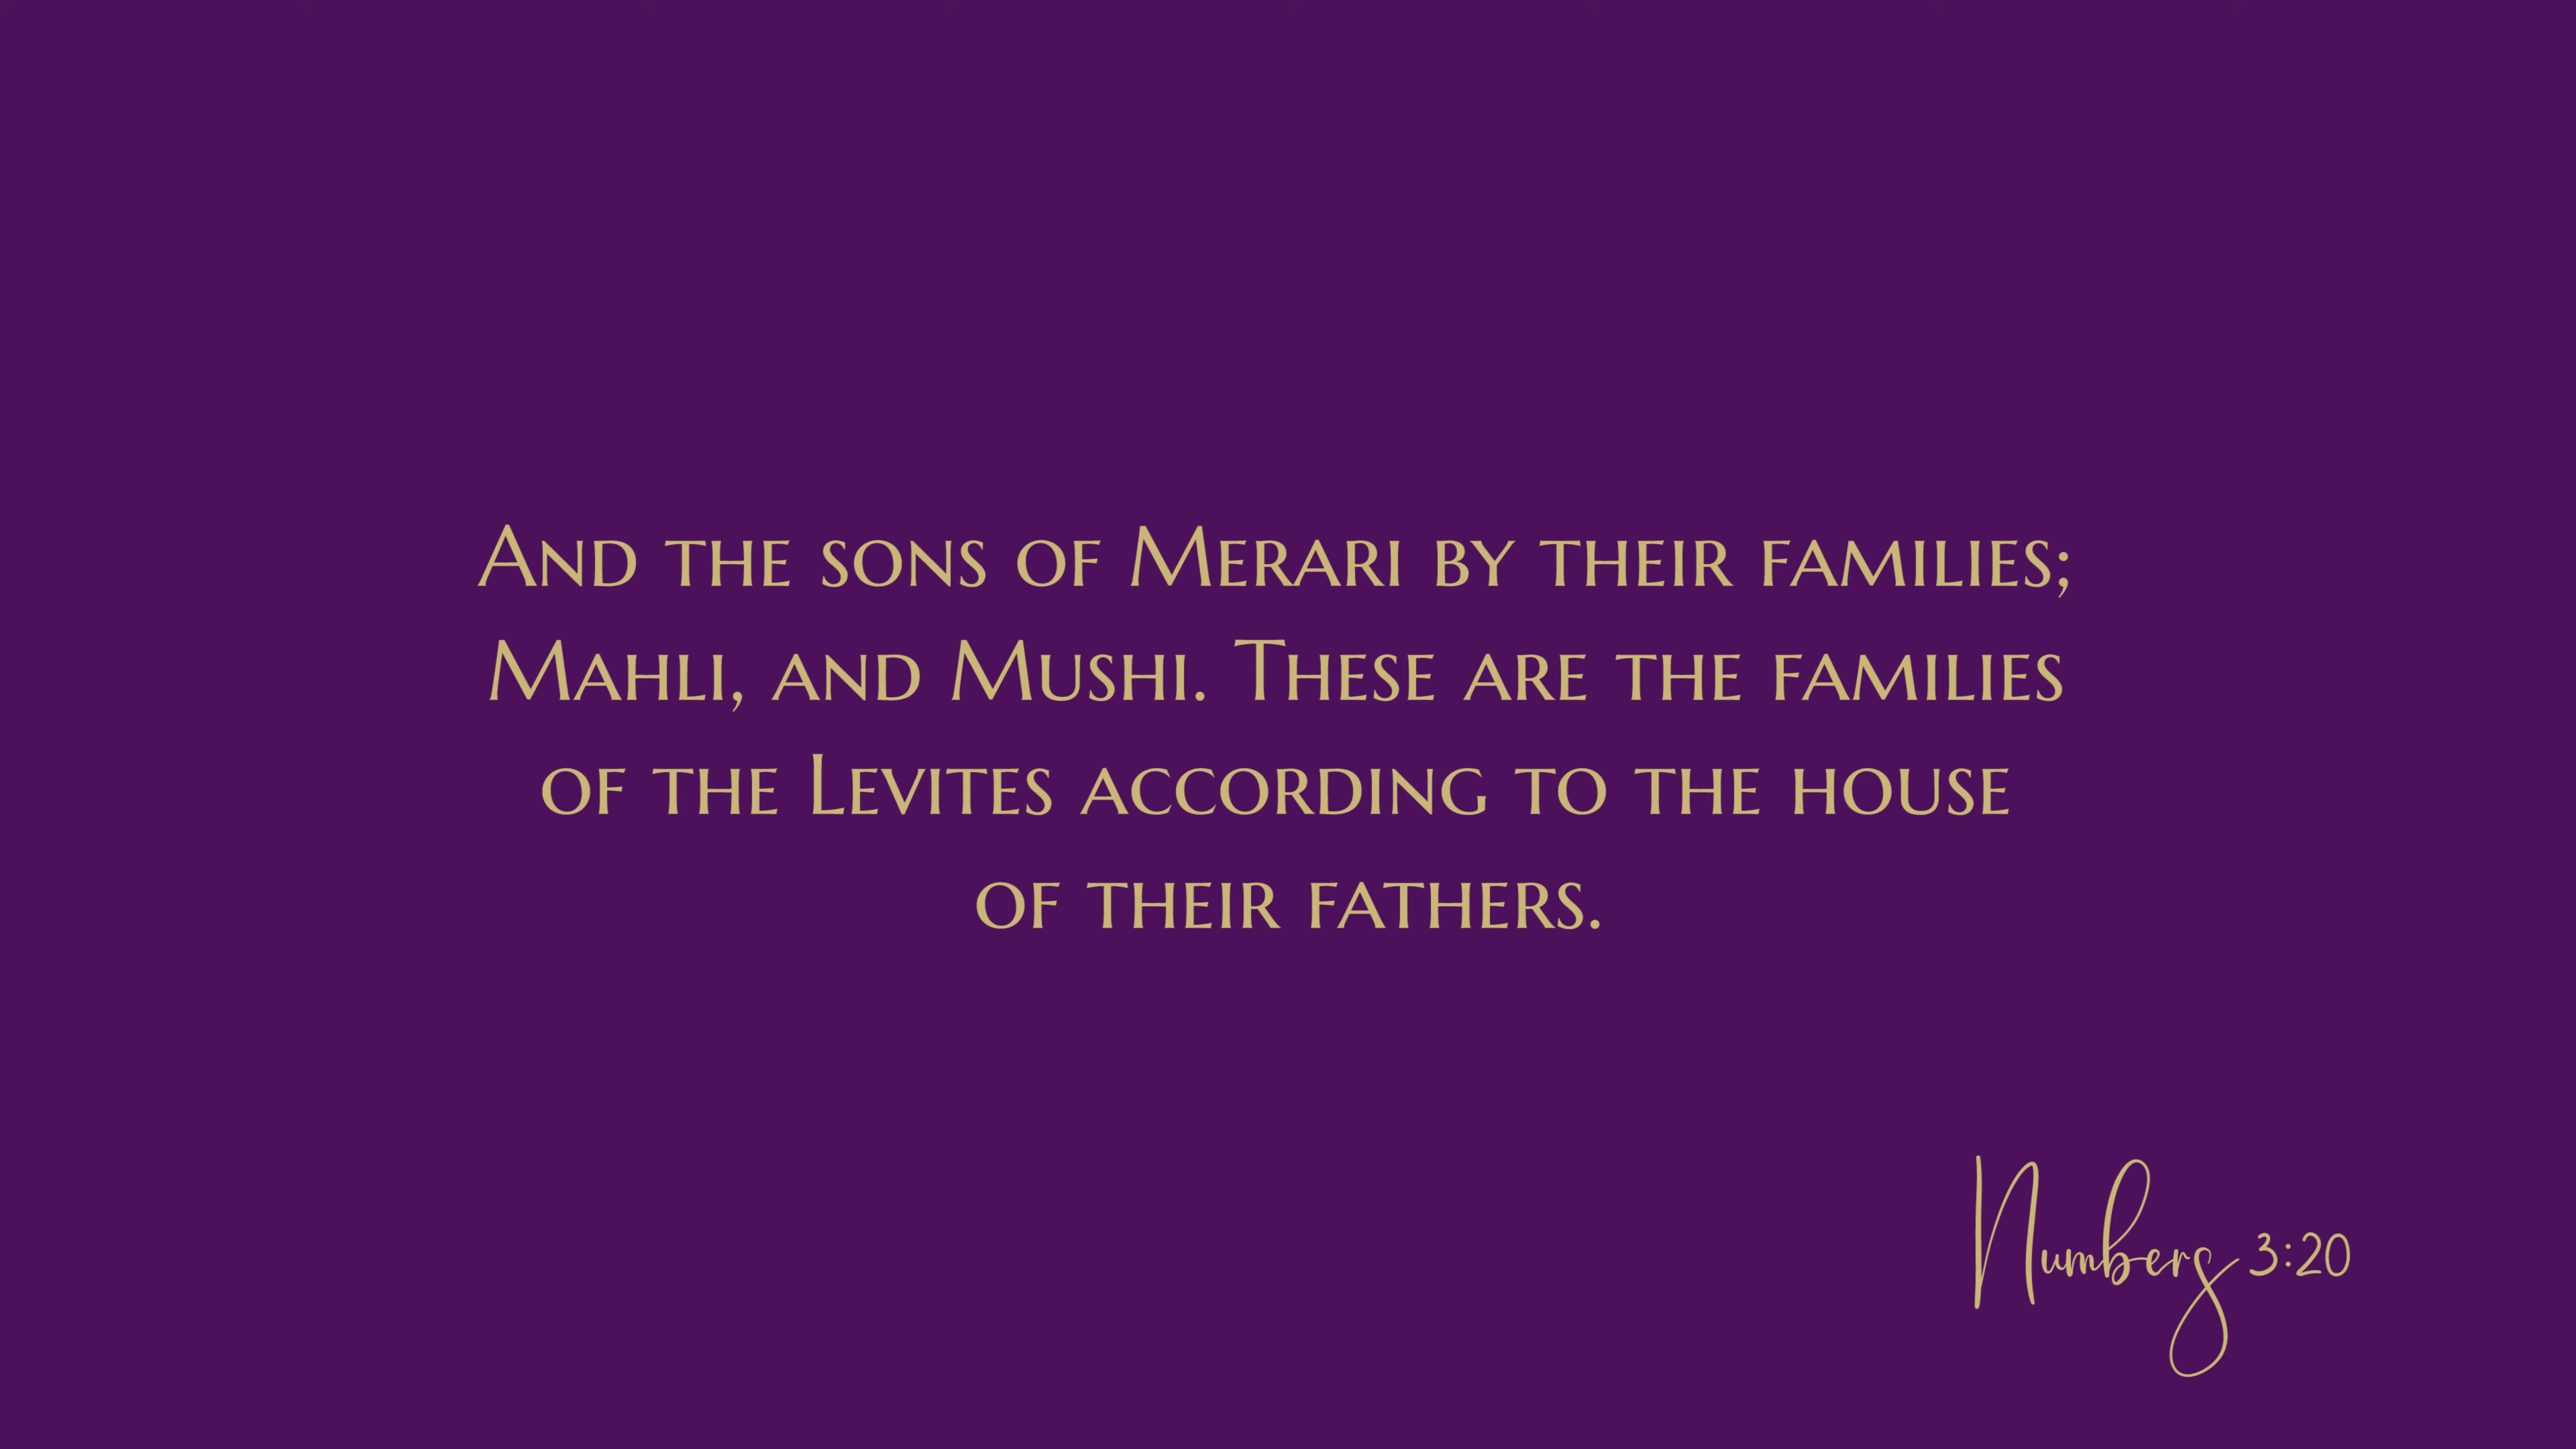 And the sons of Merari by their families;
Mahli, and Mushi. These are the families
of the Levites according to the house
of their fathers.
Numbers 3:20